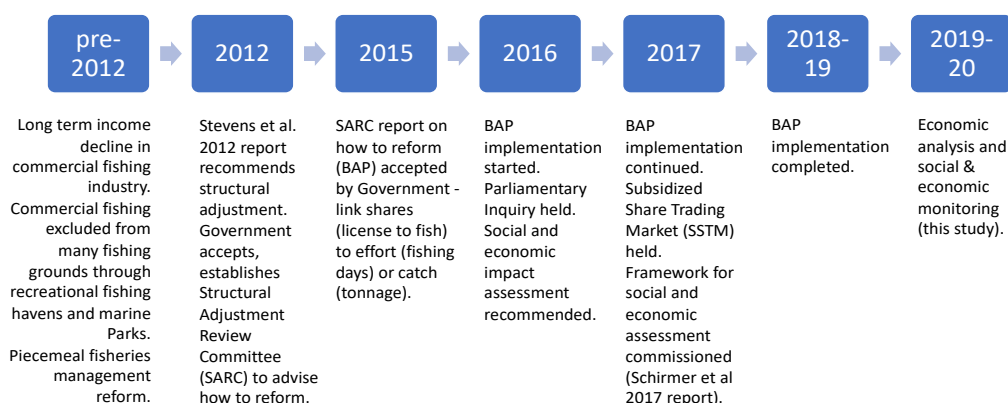 pre-
2012
2012
2015
2016
2017
2018-
19
2019-
20
Long term income
decline in
commercial fishing
industry.
Commercial fishing
excluded from
many fishing
grounds through
recreational fishing
havens and marine
Parks.
Piecemeal fisheries
management
reform.
Stevens et al.
2012 report
recommends
structural
adjustment.
Government
accepts,
establishes
Structural
Adjustment
Review
Committee
(SARC) to advise
how to reform.
SARC report on
how to reform
(BAP) accepted
by Government -
link shares
(license to fish)
to effort (fishing
days) or catch
(tonnage).
BAP
implementation
started.
Parliamentary
Inquiry held.
Social and
economic
impact
assessment
recommended.
BAP
implementation
continued.
Subsidized
Share Trading
Market (SSTM)
held.
Framework for
social and
economic
assessment
commissioned
(Schirmer et al
2017 report).
BAP
implementation
completed.
Economic
analysis and
social &
economic
monitoring
(this study).